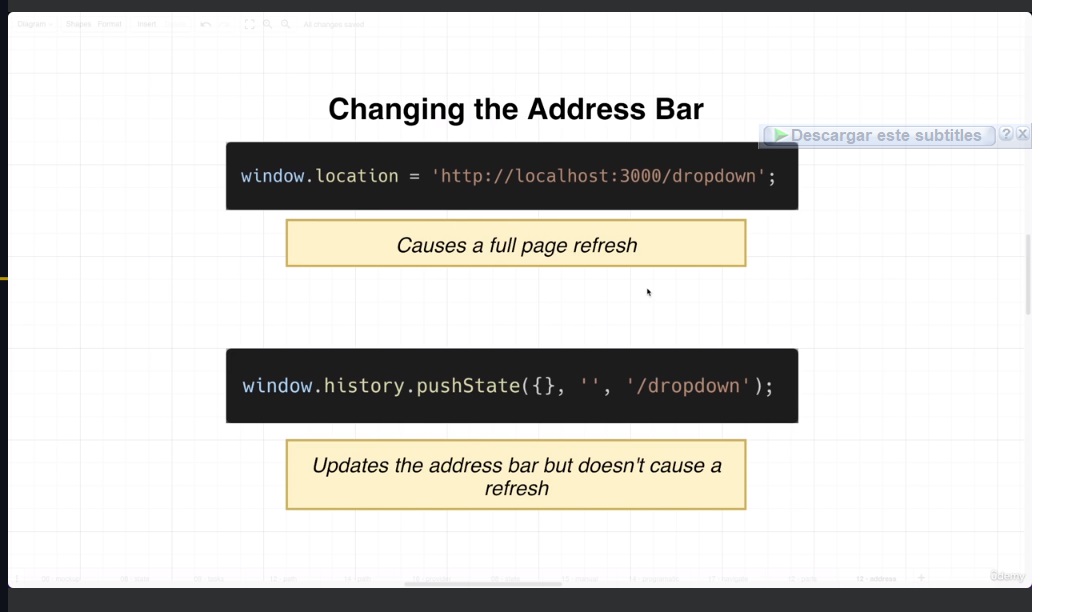 Diagram
Shapes Format
Insert
All changes saved
Changing the Address Bar
Descargar este subtitles ? X
window.location = 'http://localhost:3000/dropdown';
Causes a full page refresh
window.history.pushState({}, '', '/dropdown');
Updates the address bar but doesn't cause a
refresh
12 - address
ûdemy